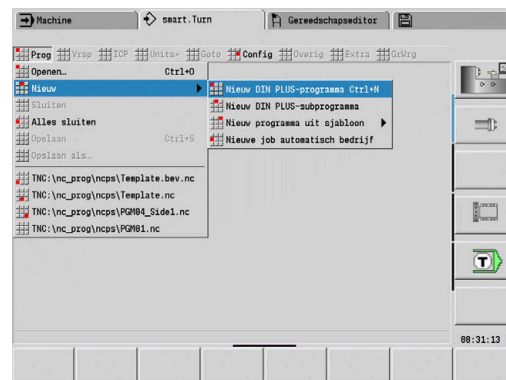 Machine smart.Turn Gereedschapseditor
Prog Vrsp ICP Units» Goto Config Overig Extra GrWrg
Openen… Ctrl+O
Nieuw
Sluiten
Alles sluiten
Opslaan Ctrl+S
Opslaan als…
TNC:\nc_prog\ncps\Template.bev.nc
TNC:\nc_prog\ncps\Template.nc
TNC:\nc_prog\ncps\PGM04_Side1.nc
TNC:\nc_prog\ncps\PGM01.nc
Nieuw DIN PLUS-programma Ctrl+N
Nieuw DIN PLUS-subprogramma
Nieuw programma uit sjabloon
Nieuwe job automatisch bedrijf
T
08:31:13